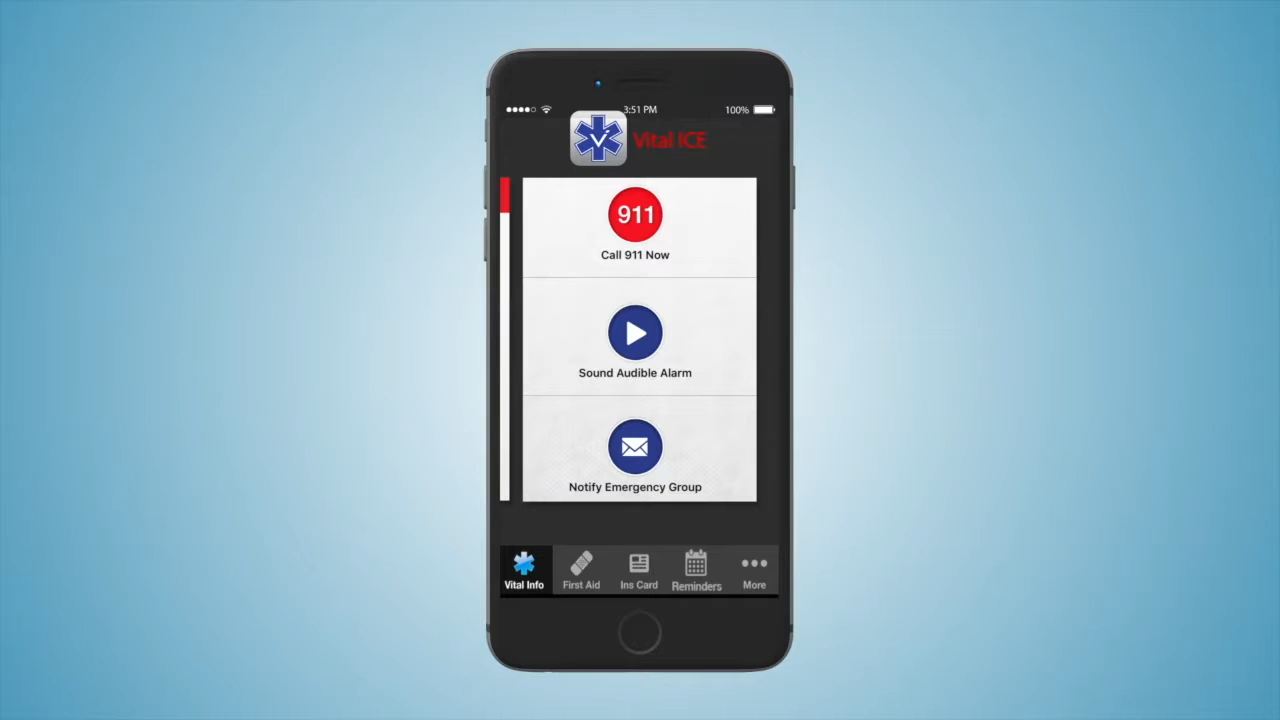 3:51 PM
100%
Vital ICE
911
Call 911 Now
Sound Audible Alarm
Notify Emergency Group
Vital Info
First Aid
Ins Card
Reminders
More